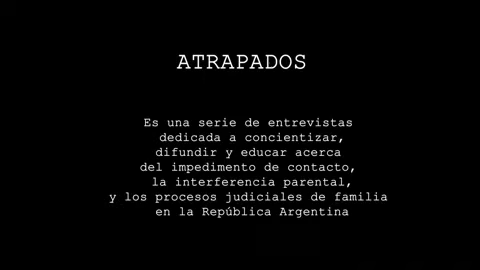 ATRAPADOS
Es una serie de entrevistas
dedicada a concientizar,
difundir y educar acerca
del impedimento de contacto,
la interferencia parental,
y los procesos judiciales de familia
en la República Argentina